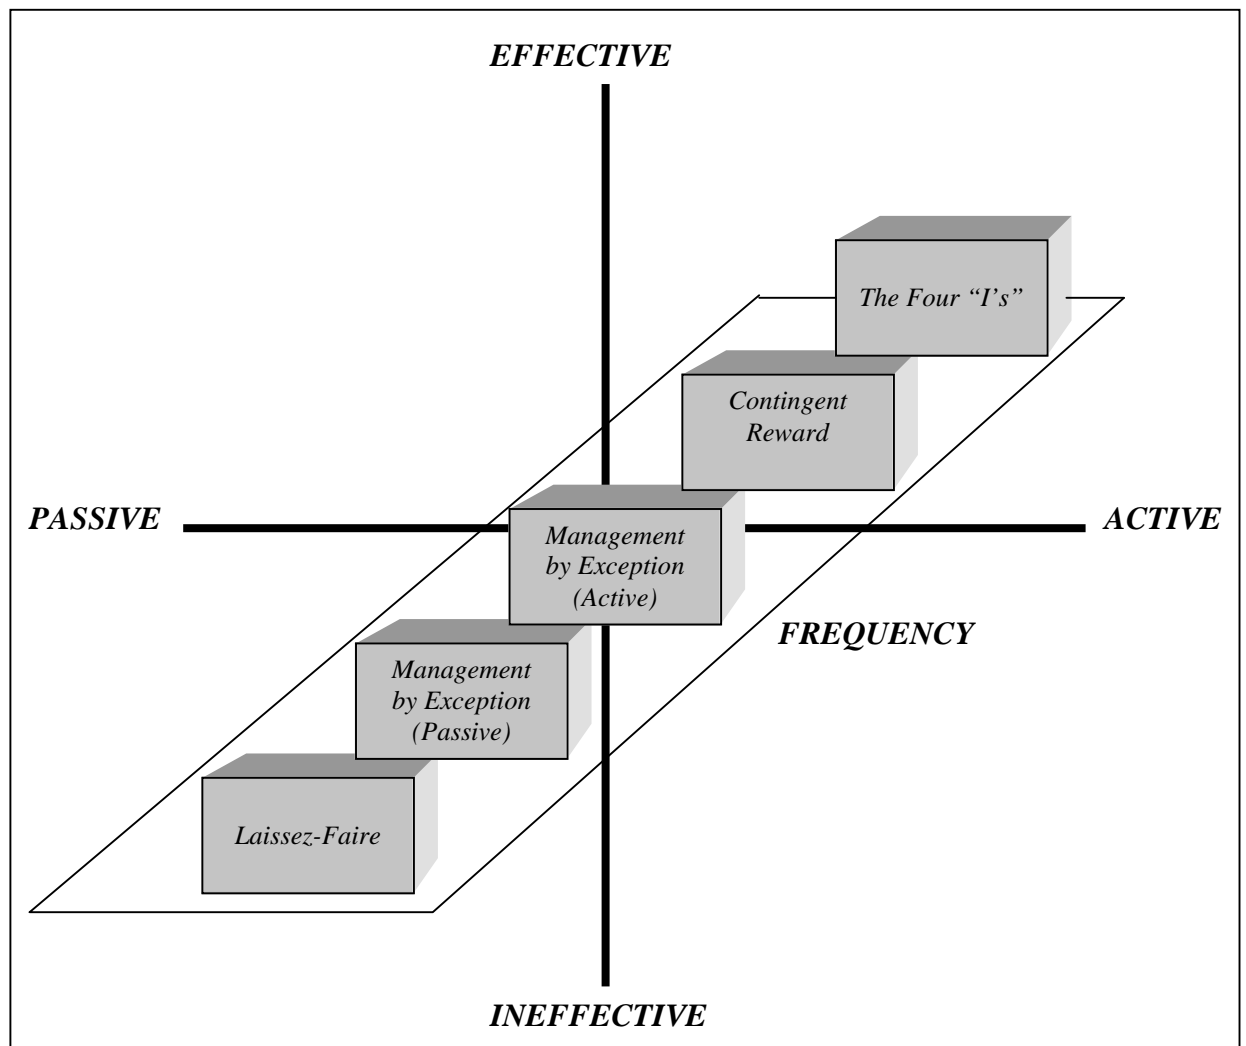 EFFECTIVE
The Four “I’s”
Contingent
Reward
PASSIVE
ACTIVE
Management
by Exception
(Active)
FREQUENCY
Management
by Exception
(Passive)
Laissez-Faire
INEFFECTIVE